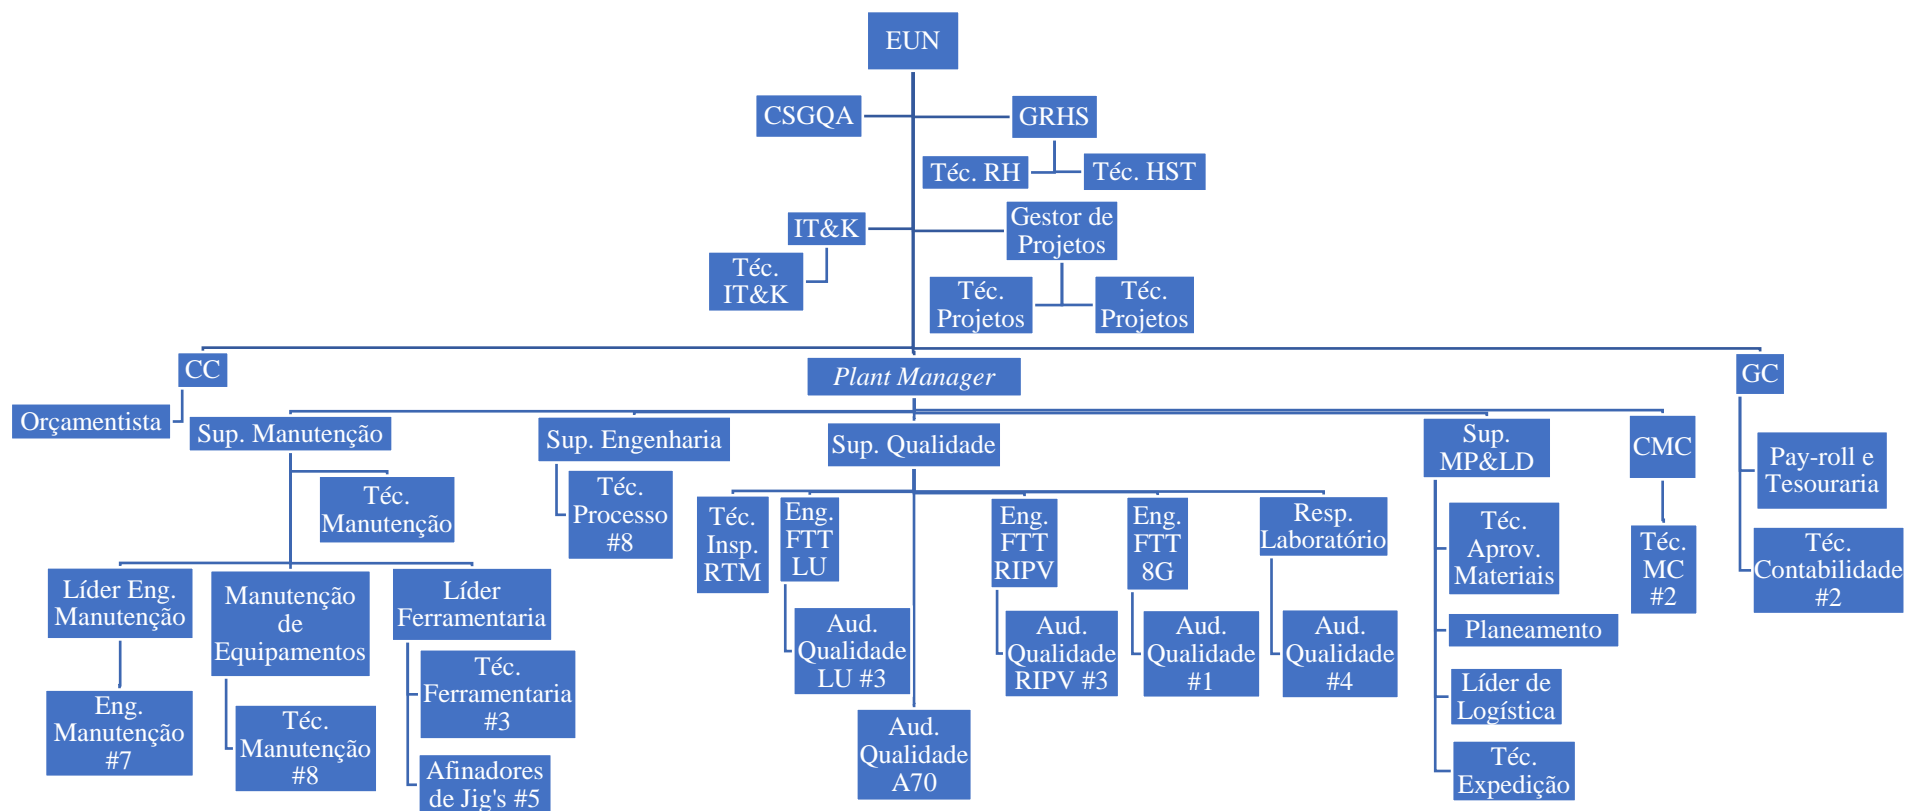 EUN
CSGQA
GRHS
Téc. RH
Téc. HST
IT&K
Gestor de
Projetos
Téc.
IT&K
Téc.
Projetos
Téc.
Projetos
CC
Plant Manager
GC
Orçamentista
Sup. Manutenção
Sup. Engenharia
Sup. Qualidade
Sup.
MP&LD
CMC
Pay-roll e
Tesouraria
Téc.
Manutenção
Téc.
Processo
#8
Téc.
Insp.
RTM
Eng.
FTT
LU
Eng.
FTT
RIPV
Eng.
FTT
8G
Resp.
Laboratório
Téc.
Aprov.
Materiais
Téc.
MC
#2
Téc.
Contabilidade
#2
Líder Eng.
Manutenção
Manutenção
de
Equipamentos
Líder
Ferramentaria
Aud.
Qualidade
LU #3
Aud.
Qualidade
RIPV #3
Aud.
Qualidade
#1
Aud.
Qualidade
#4
Planeamento
Téc.
Ferramentaria
#3
Líder de
Logística
Eng.
Manutenção
#7
Téc.
Manutenção
#8
Aud.
Qualidade
A70
Téc.
Expedição
Afinadores
de Jig's #5